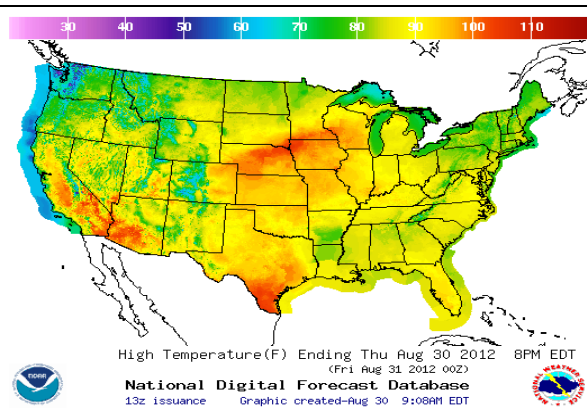 30 40 50 60 70 80 90 100 110
High Temperature(F) Ending Thu Aug 30 2012 8PM EDT
(Fri Aug 31 2012 00Z)
National Digital Forecast Database
13z issuance Graphic created-Aug 30 9:08AM EDT
NOAA